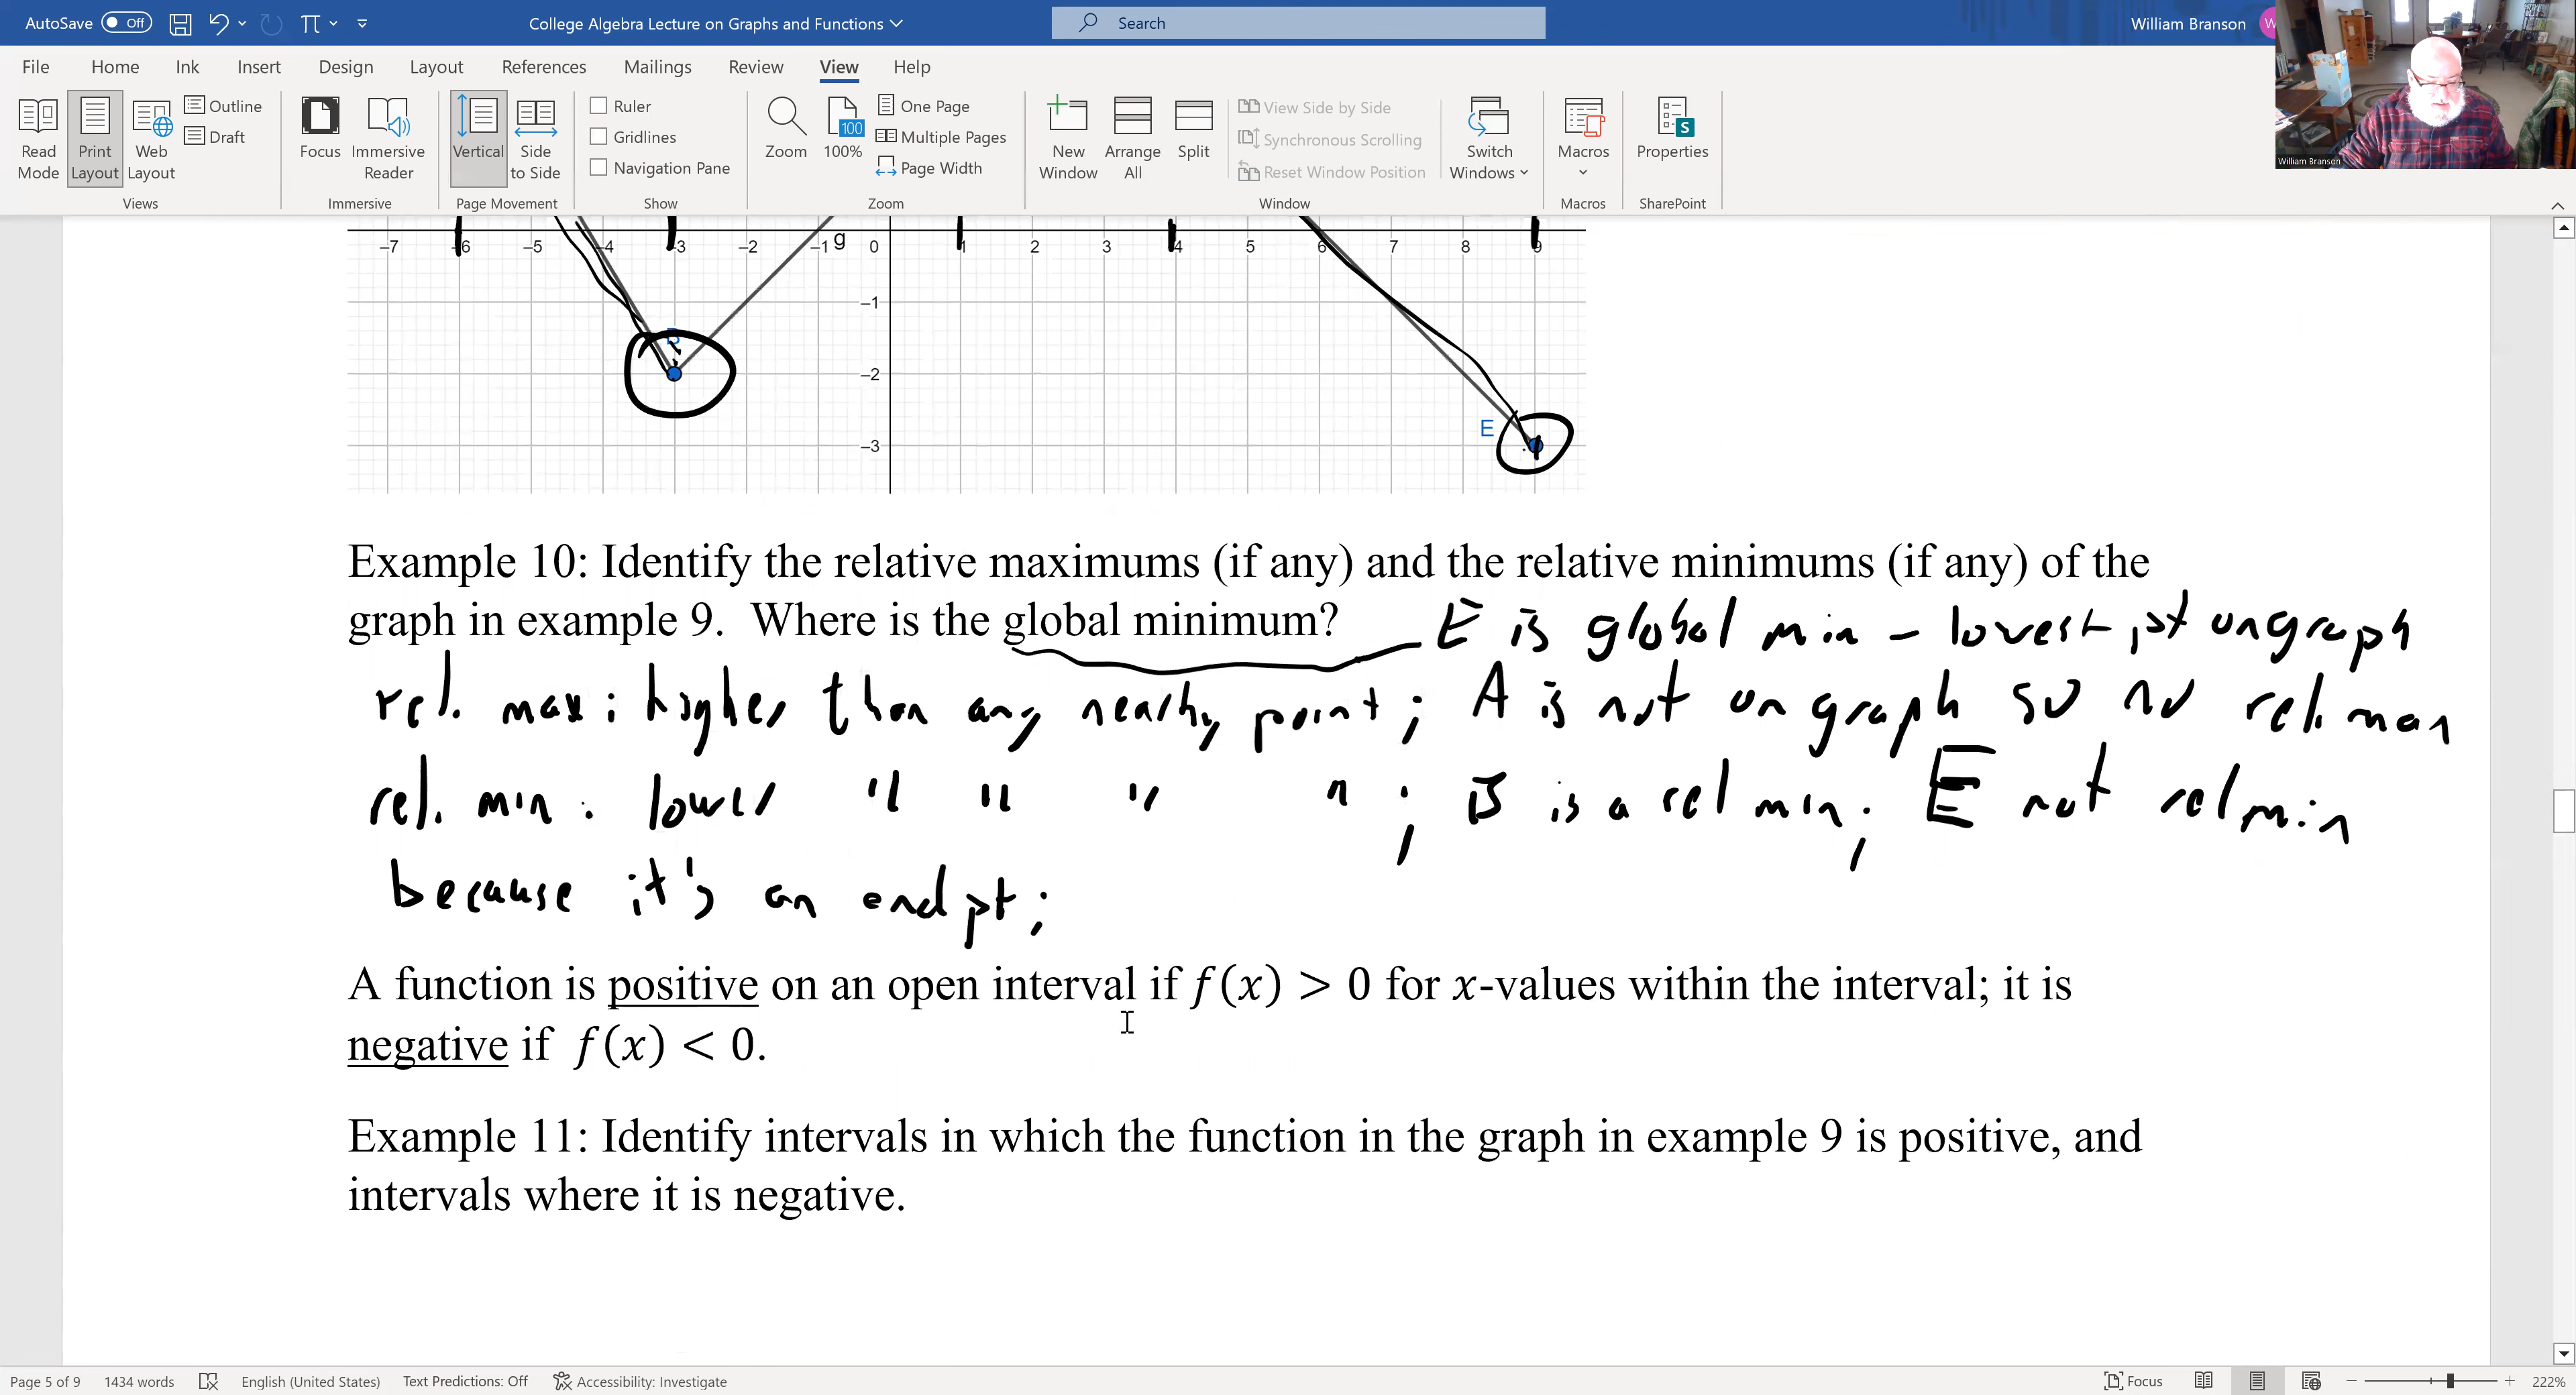 AutoSave Off College Algebra Lecture on Graphs and Functions Search William Branson
File Home Ink Insert Design Layout References Mailings Review View Help
Read Mode
Print Layout
Web Layout
Outline
Draft
Views
Focus
Immersive Reader
Immersive
Vertical
Side to Side
Page Movement
Ruler
Gridlines
Navigation Pane
Show
Zoom
100
100%
One Page
Multiple Pages
Page Width
Zoom
New Window
Arrange All
Split
View Side by Side
Synchronous Scrolling
Reset Window Position
Switch Windows
Window
Macros
Macros
S
Properties
SharePoint
William Branson
–7 –6 –5 –4 –3 –2 –1 g 0 1 2 3 4 5 6 7 8 9
–1
B
–2
E
–3
Example 10: Identify the relative maximums (if any) and the relative minimums (if any) of the
graph in example 9. Where is the global minimum? E is global min – lowest pt on graph
rel. max: higher than any nearby point; A is not on graph so no rel. max
rel. min: lower " " " "; B is a rel min; E not rel min
because it's an endpt;
A function is positive on an open interval if f(x) > 0 for x-values within the interval; it is
negative if f(x) < 0.
Example 11: Identify intervals in which the function in the graph in example 9 is positive, and
intervals where it is negative.
Page 5 of 9 1434 words English (United States) Text Predictions: Off Accessibility: Investigate Focus 222%